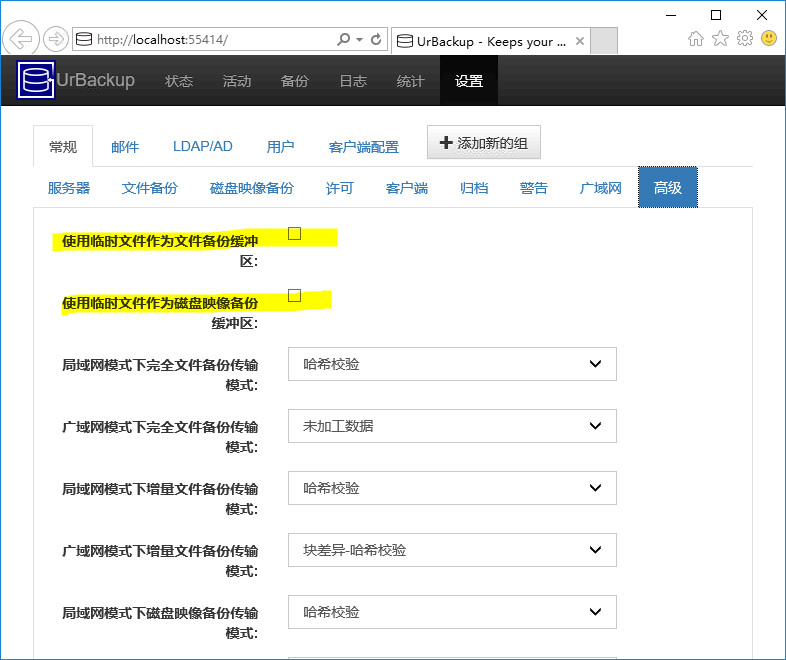 http://localhost:55414/
UrBackup - Keeps your ...
UrBackup 状态 活动 备份 日志 统计 设置
常规 邮件 LDAP/AD 用户 客户端配置 添加新的组
服务器 文件备份 磁盘映像备份 许可 客户端 归档 警告 广域网 高级
使用临时文件作为文件备份缓冲
区:
使用临时文件作为磁盘映像备份
缓冲区:
局域网模式下完全文件备份传输 哈希校验
模式:
广域网模式下完全文件备份传输 未加工数据
模式:
局域网模式下增量文件备份传输 哈希校验
模式:
广域网模式下增量文件备份传输 块差异-哈希校验
模式:
局域网模式下磁盘映像备份传输 哈希校验
模式: